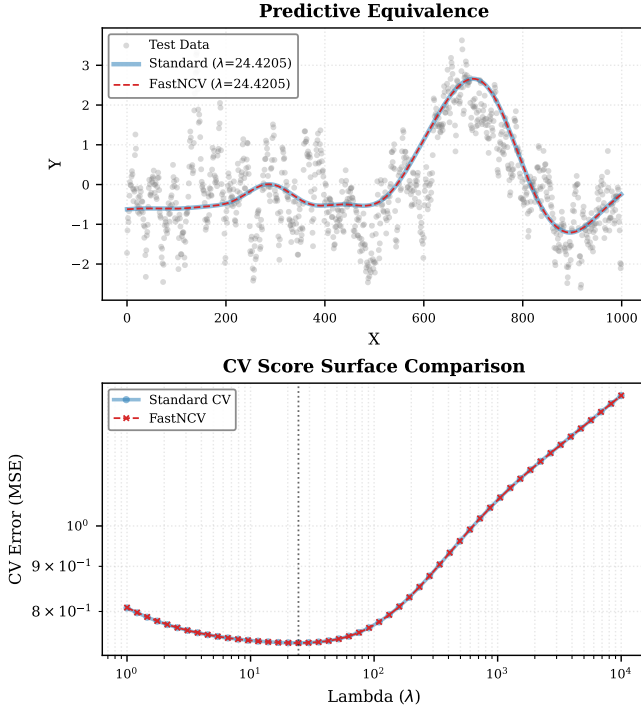 Predictive Equivalence
Test Data
Standard (λ=24.4205)
FastNCV (λ=24.4205)
Y
3
2
1
0
−1
−2
0 200 400 600 800 1000
X
CV Score Surface Comparison
Standard CV
FastNCV
CV Error (MSE)
10⁰
9 × 10⁻¹
8 × 10⁻¹
10⁰ 10¹ 10² 10³ 10⁴
Lambda (λ)